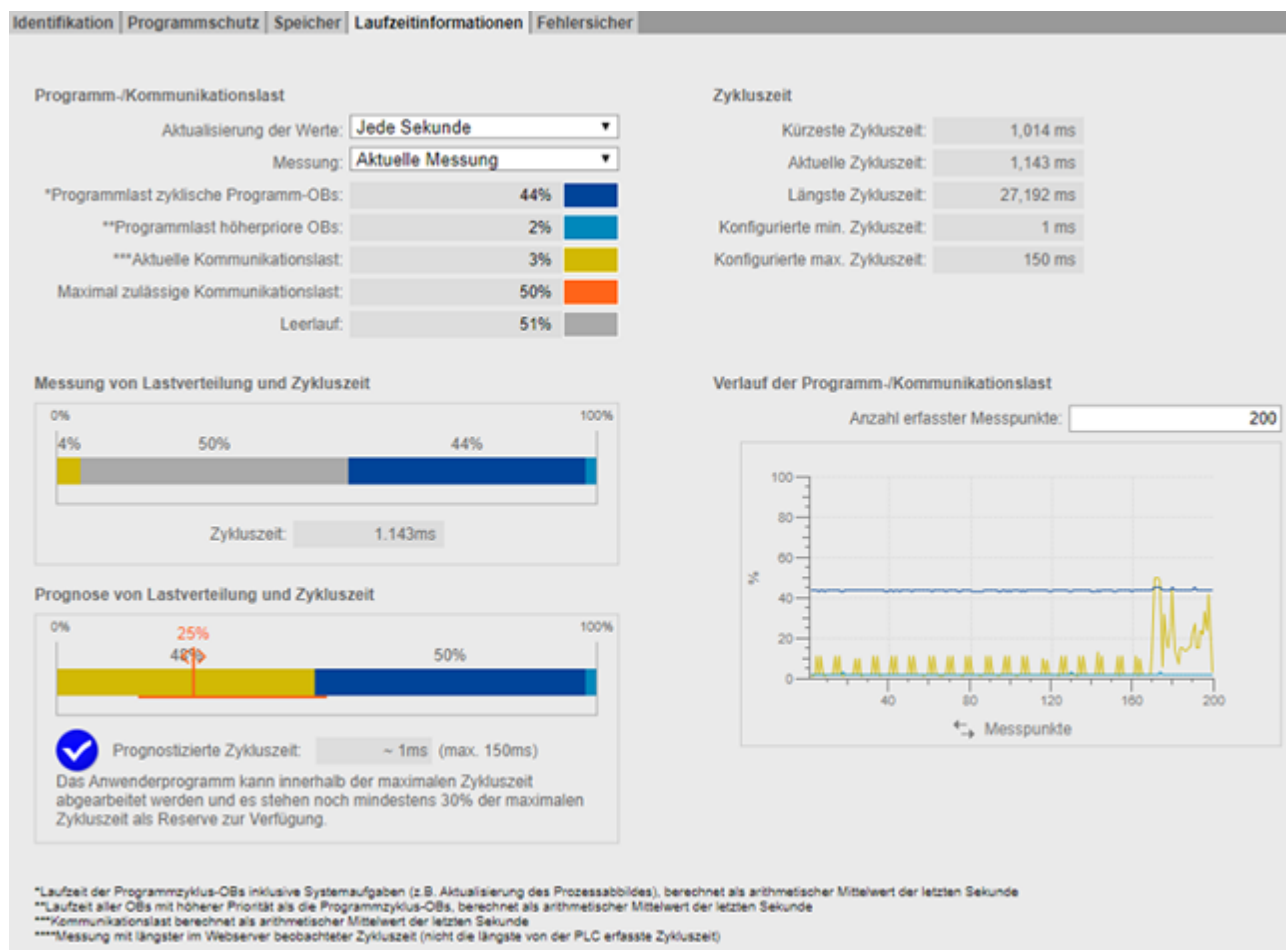 Identifikation Programmschutz Speicher Laufzeitinformationen Fehlersicher
Programm-/Kommunikationslast
Aktualisierung der Werte: Jede Sekunde
Messung: Aktuelle Messung
*Programmlast zyklische Programm-OBs: 44%
**Programmlast höherpriore OBs: 2%
***Aktuelle Kommunikationslast: 3%
Maximal zulässige Kommunikationslast: 50%
Leerlauf: 51%
Zykluszeit
Kürzeste Zykluszeit: 1,014 ms
Aktuelle Zykluszeit: 1,143 ms
Längste Zykluszeit: 27,192 ms
Konfigurierte min. Zykluszeit: 1 ms
Konfigurierte max. Zykluszeit: 150 ms
Messung von Lastverteilung und Zykluszeit
0% 100%
4% 50% 44%
Zykluszeit: 1.143ms
Prognose von Lastverteilung und Zykluszeit
0% 100%
25%
50%
Prognostizierte Zykluszeit: ~ 1ms (max. 150ms)
Das Anwenderprogramm kann innerhalb der maximalen Zykluszeit
abgearbeitet werden und es stehen noch mindestens 30% der maximalen
Zykluszeit als Reserve zur Verfügung.
Verlauf der Programm-/Kommunikationslast
Anzahl erfasster Messpunkte: 200
100
80
60
%
40
20
0
40 80 120 160 200
Messpunkte
*Laufzeit der Programmzyklus-OBs inklusive Systemaufgaben (z.B. Aktualisierung des Prozessabbildes), berechnet als arithmetischer Mittelwert der letzten Sekunde
**Laufzeit aller OBs mit höherer Priorität als die Programmzyklus-OBs, berechnet als arithmetischer Mittelwert der letzten Sekunde
***Kommunikationslast berechnet als arithmetischer Mittelwert der letzten Sekunde
****Messung mit längster im Webserver beobachteter Zykluszeit (nicht die längste von der PLC erfasste Zykluszeit)